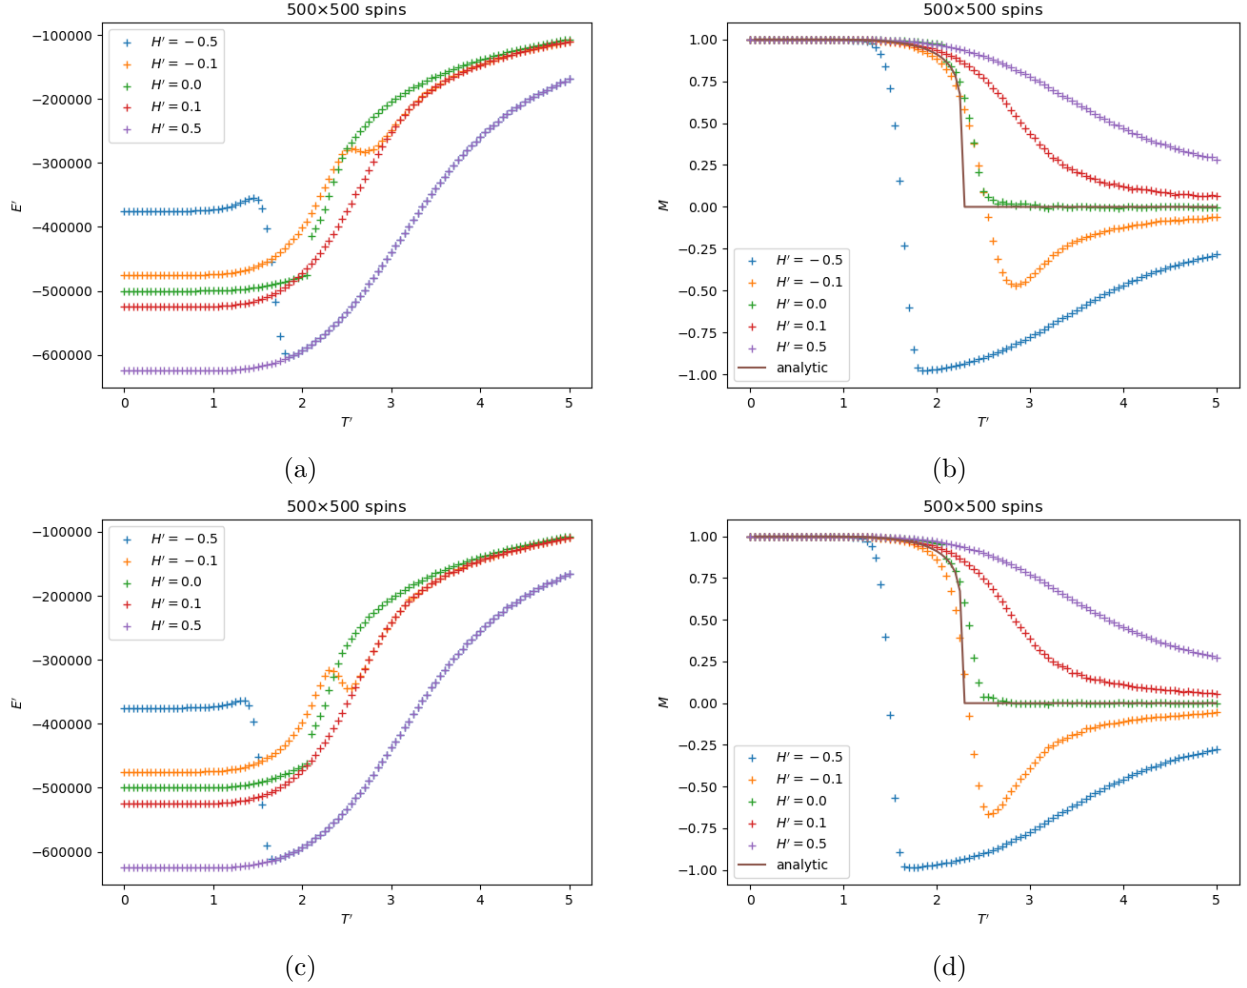 500×500 spins
−100000
−200000
−300000
−400000
−500000
−600000
E′
0 1 2 3 4 5
T′
H′ = −0.5
H′ = −0.1
H′ = 0.0
H′ = 0.1
H′ = 0.5
(a)
500×500 spins
1.00
0.75
0.50
0.25
0.00
−0.25
−0.50
−0.75
−1.00
M
0 1 2 3 4 5
T′
H′ = −0.5
H′ = −0.1
H′ = 0.0
H′ = 0.1
H′ = 0.5
analytic
(b)
500×500 spins
−100000
−200000
−300000
−400000
−500000
−600000
E′
0 1 2 3 4 5
T′
H′ = −0.5
H′ = −0.1
H′ = 0.0
H′ = 0.1
H′ = 0.5
(c)
500×500 spins
1.00
0.75
0.50
0.25
0.00
−0.25
−0.50
−0.75
−1.00
M
0 1 2 3 4 5
T′
H′ = −0.5
H′ = −0.1
H′ = 0.0
H′ = 0.1
H′ = 0.5
analytic
(d)